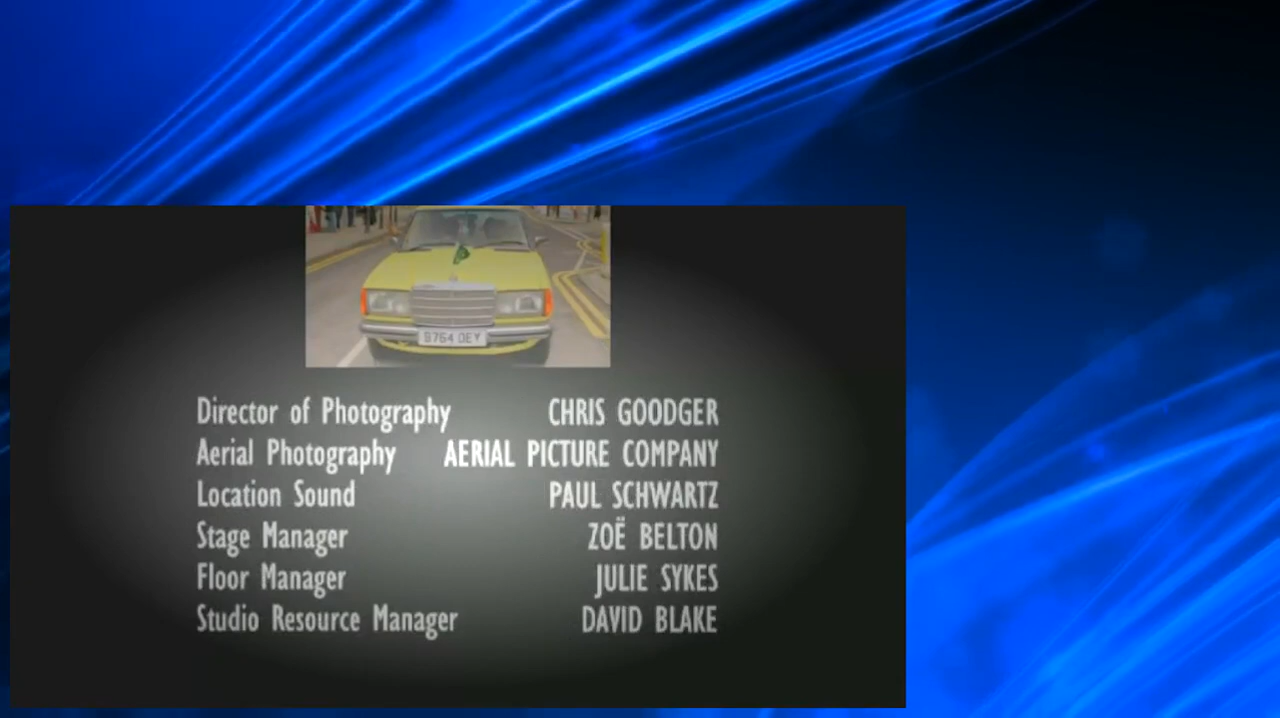 B764 OEY
Director of Photography CHRIS GOODGER
Aerial Photography AERIAL PICTURE COMPANY
Location Sound PAUL SCHWARTZ
Stage Manager ZOË BELTON
Floor Manager JULIE SYKES
Studio Resource Manager DAVID BLAKE